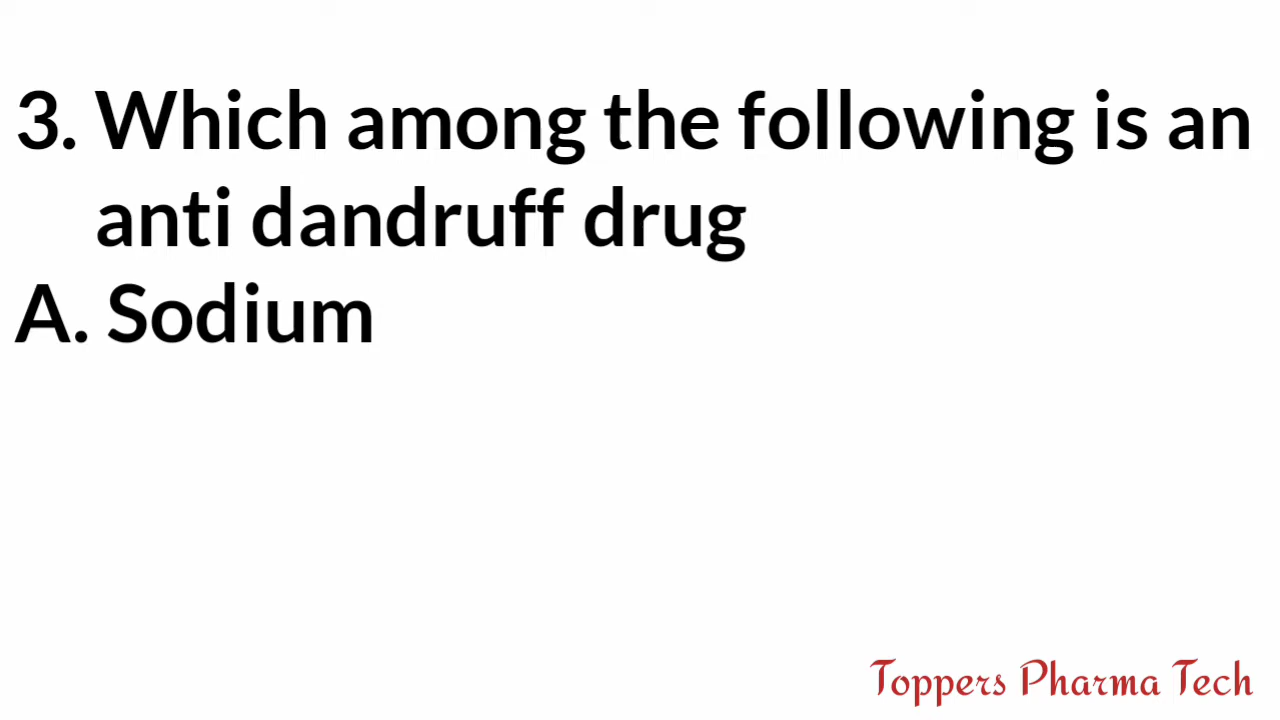 3. Which among the following is an
anti dandruff drug
A. Sodium
Toppers Pharma Tech